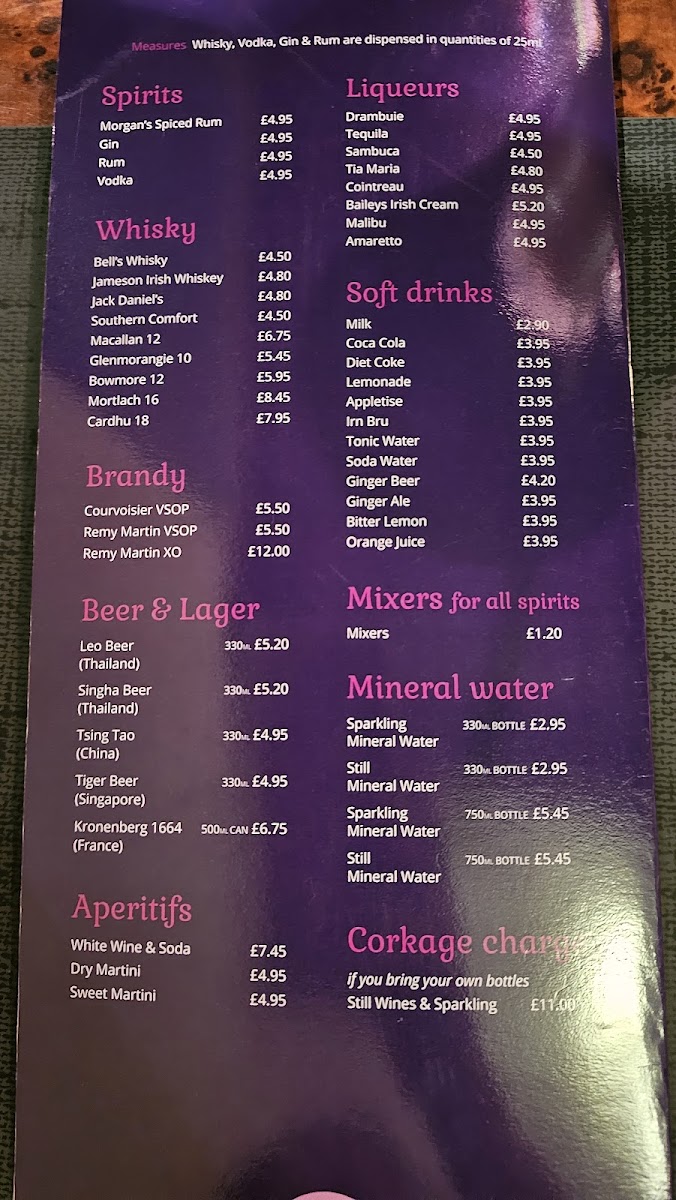 Measures Whisky, Vodka, Gin & Rum are dispensed in quantities of 25ml
Spirits
Morgan's Spiced Rum £4.95
Gin £4.95
Rum £4.95
Vodka £4.95
Whisky
Bell's Whisky £4.50
Jameson Irish Whiskey £4.80
Jack Daniel's £4.80
Southern Comfort £4.50
Macallan 12 £6.75
Glenmorangie 10 £5.45
Bowmore 12 £5.95
Mortlach 16 £8.45
Cardhu 18 £7.95
Brandy
Courvoisier VSOP £5.50
Remy Martin VSOP £5.50
Remy Martin XO £12.00
Beer & Lager
Leo Beer 330ML £5.20
(Thailand)
Singha Beer 330ML £5.20
(Thailand)
Tsing Tao 330ML £4.95
(China)
Tiger Beer 330ML £4.95
(Singapore)
Kronenberg 1664 500ML CAN £6.75
(France)
Aperitifs
White Wine & Soda £7.45
Dry Martini £4.95
Sweet Martini £4.95
Liqueurs
Drambuie £4.95
Tequila £4.95
Sambuca £4.50
Tia Maria £4.80
Cointreau £4.95
Baileys Irish Cream £5.20
Malibu £4.95
Amaretto £4.95
Soft drinks
Milk £2.90
Coca Cola £3.95
Diet Coke £3.95
Lemonade £3.95
Appletise £3.95
Irn Bru £3.95
Tonic Water £3.95
Soda Water £3.95
Ginger Beer £4.20
Ginger Ale £3.95
Bitter Lemon £3.95
Orange Juice £3.95
Mixers for all spirits
Mixers £1.20
Mineral water
Sparkling 330ML BOTTLE £2.95
Mineral Water
Still 330ML BOTTLE £2.95
Mineral Water
Sparkling 750ML BOTTLE £5.45
Mineral Water
Still 750ML BOTTLE £5.45
Mineral Water
Corkage charge
if you bring your own bottles
Still Wines & Sparkling £11.00